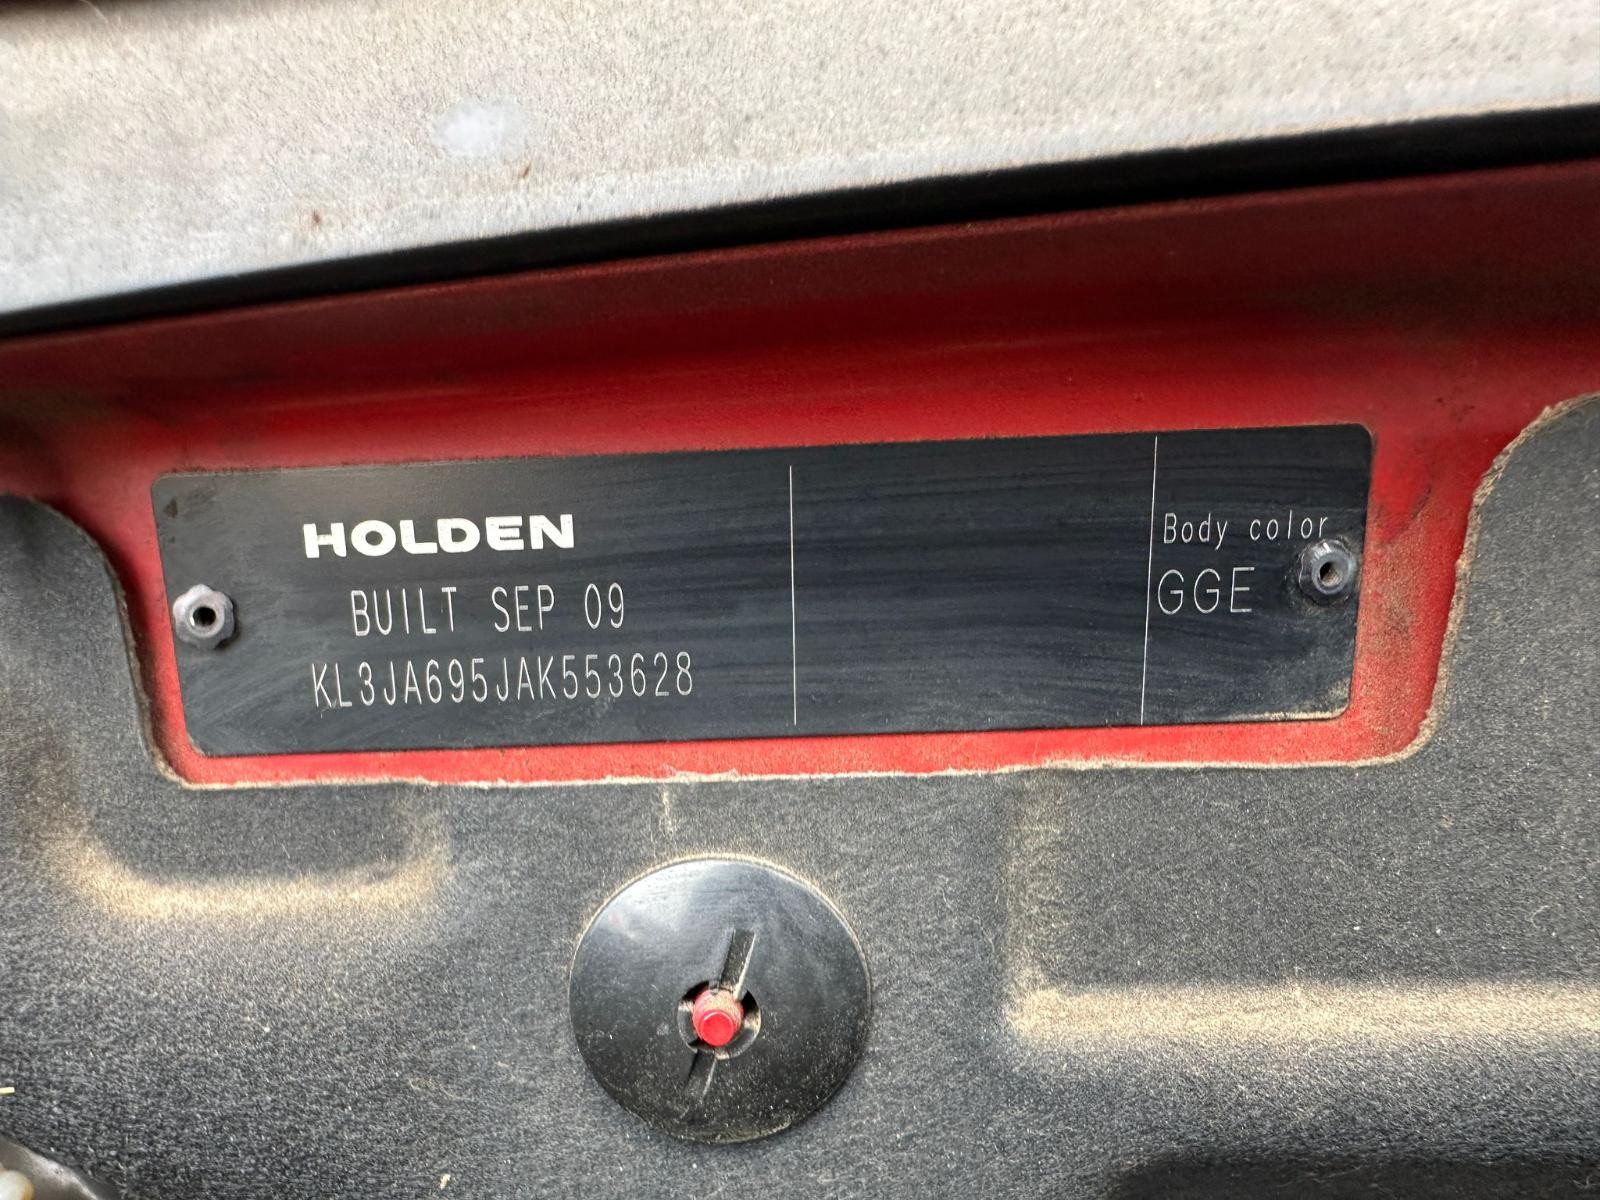 HOLDEN
BUILT SEP 09
KL3JA695JAK553628
Body color
GGE